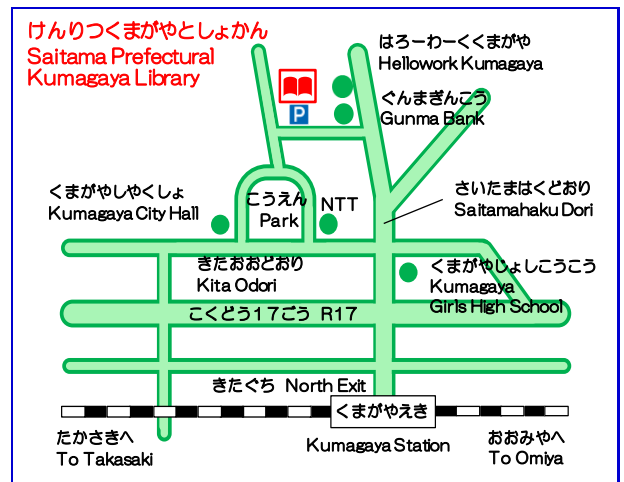 けんりつくまがやとしょかん
Saitama Prefectural
Kumagaya Library
はろーわーくくまがや
Hellowork Kumagaya
P
ぐんまぎんこう
Gunma Bank
くまがやしやくしょ
Kumagaya City Hall
こうえん
Park
NTT
さいたまはくどおり
Saitamahaku Dori
きたおおどおり
Kita Odori
くまがやじょしこうこう
Kumagaya
Girls High School
こくどう17ごう R17
きたぐち North Exit
くまがやえき
Kumagaya Station
たかさきへ
To Takasaki
おおみやへ
To Omiya